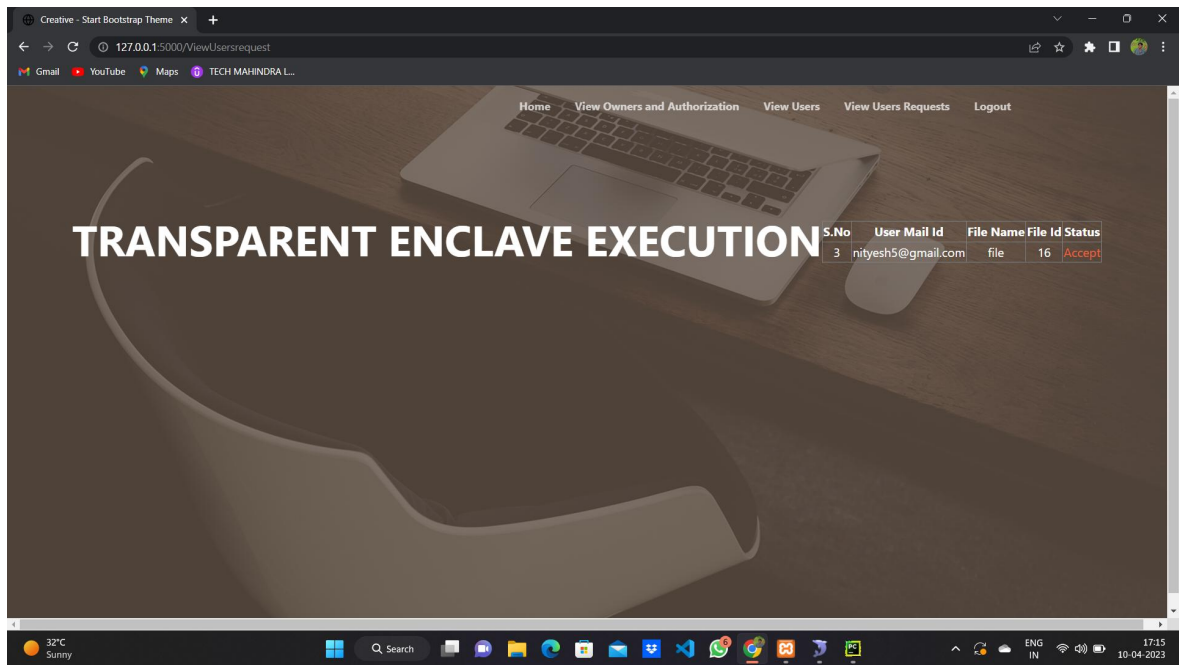 Creative - Start Bootstrap Theme
127.0.0.1:5000/ViewUsersrequest
Gmail YouTube Maps TECH MAHINDRA L...
Home View Owners and Authorization View Users View Users Requests Logout
TRANSPARENT ENCLAVE EXECUTION
S.No User Mail Id File Name File Id Status
3 nityesh5@gmail.com file 16 Accept
32°C
Sunny
Search
6
PC
ENG
IN
17:15
10-04-2023